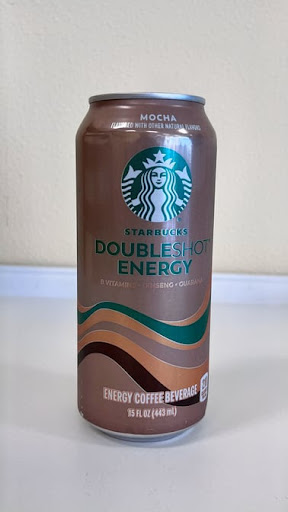 MOCHA
FLAVORED WITH OTHER NATURAL FLAVORS
STARBUCKS
DOUBLESHOT
ENERGY
B VITAMINS • GINSENG • GUARANA
ENERGY COFFEE BEVERAGE
15 FL OZ (443 mL)